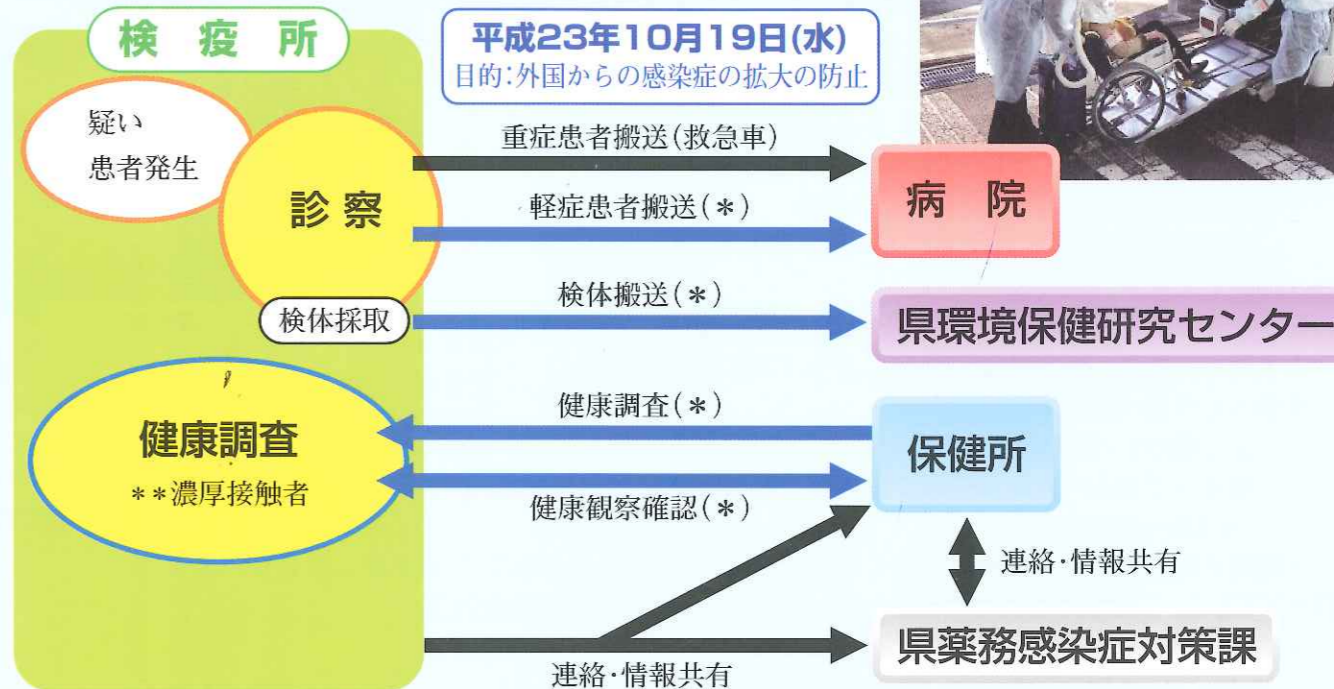 検疫所
平成23年10月19日(水)
目的:外国からの感染症の拡大の防止
疑い
患者発生
診察
検体採取
重症患者搬送(救急車)
軽症患者搬送(*)
病院
検体搬送(*)
県環境保健研究センター
健康調査
**濃厚接触者
健康調査(*)
健康観察確認(*)
保健所
連絡・情報共有
県薬務感染症対策課
連絡・情報共有